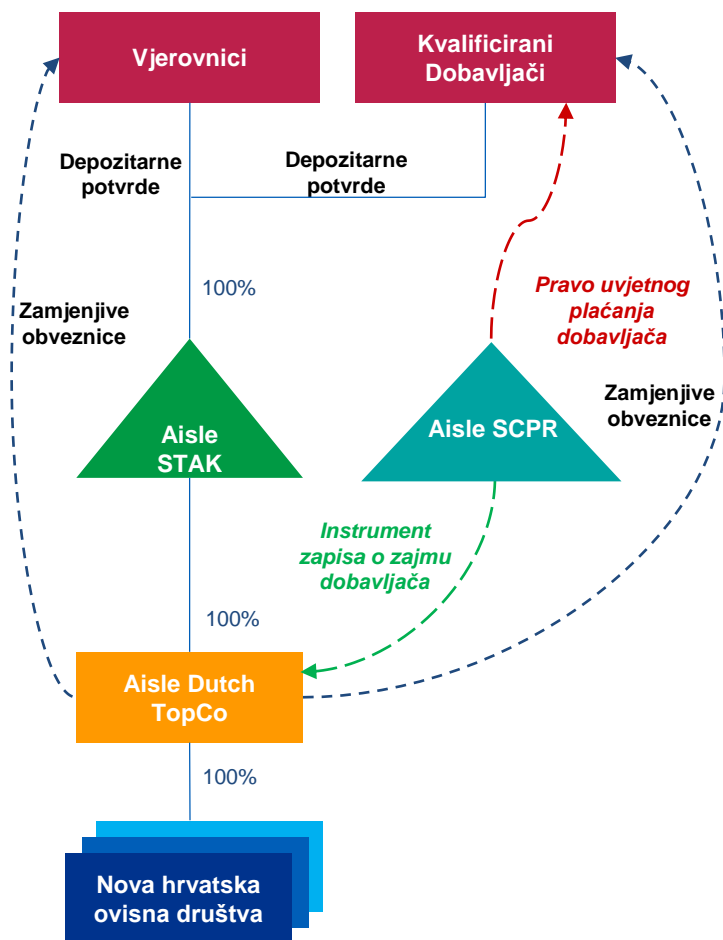 Vjerovnici
Kvalificirani
Dobavljači
Depozitarne
potvrde
Depozitarne
potvrde
100%
Zamjenjive
obveznice
Pravo uvjetnog
plaćanja
dobavljača
Zamjenjive
obveznice
Aisle
STAK
Aisle SCPR
Instrument
zapisa o zajmu
dobavljača
100%
Aisle Dutch
TopCo
100%
Nova hrvatska
ovisna društva